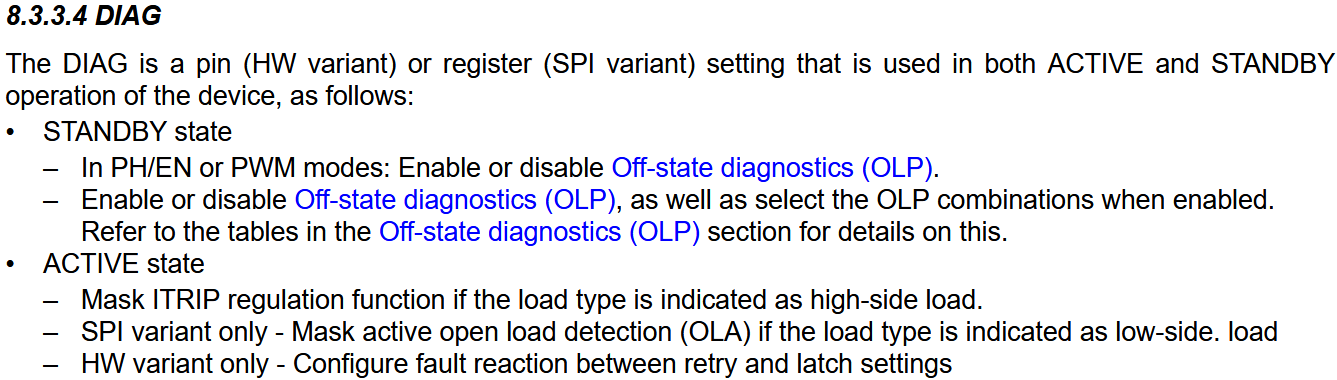 8.3.3.4 DIAG
The DIAG is a pin (HW variant) or register (SPI variant) setting that is used in both ACTIVE and STANDBY
operation of the device, as follows:
• STANDBY state
– In PH/EN or PWM modes: Enable or disable Off-state diagnostics (OLP).
– Enable or disable Off-state diagnostics (OLP), as well as select the OLP combinations when enabled.
Refer to the tables in the Off-state diagnostics (OLP) section for details on this.
• ACTIVE state
– Mask ITRIP regulation function if the load type is indicated as high-side load.
– SPI variant only - Mask active open load detection (OLA) if the load type is indicated as low-side. load
– HW variant only - Configure fault reaction between retry and latch settings